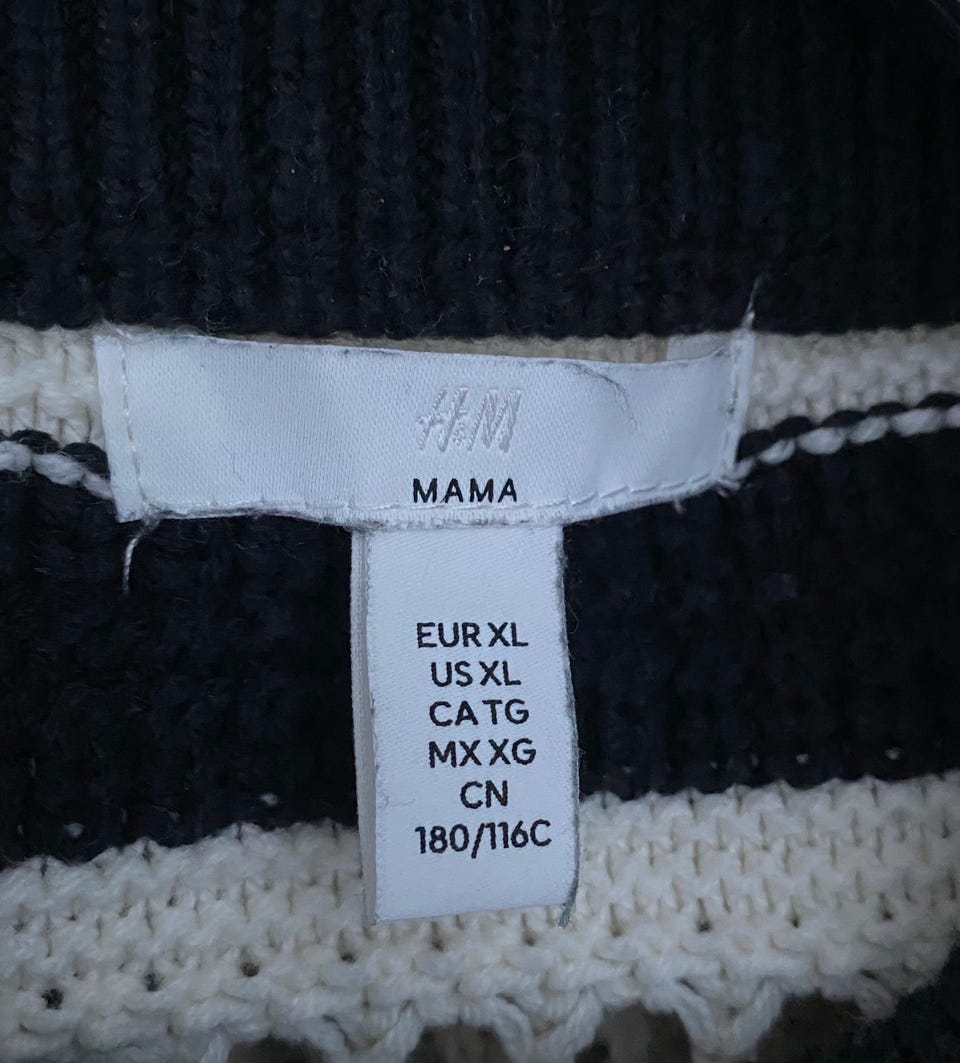 H&M
MAMA
EUR XL
US XL
CA TG
MX XG
CN
180/116C